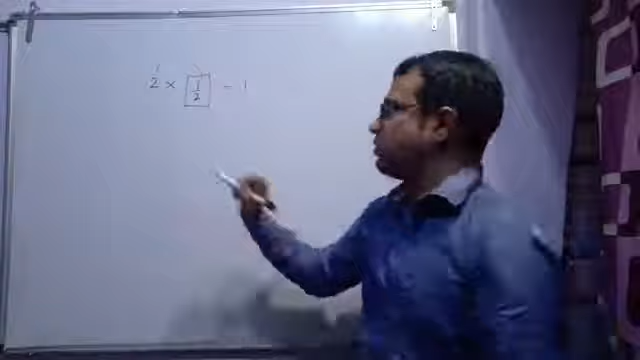 2 × 1/2 = 1